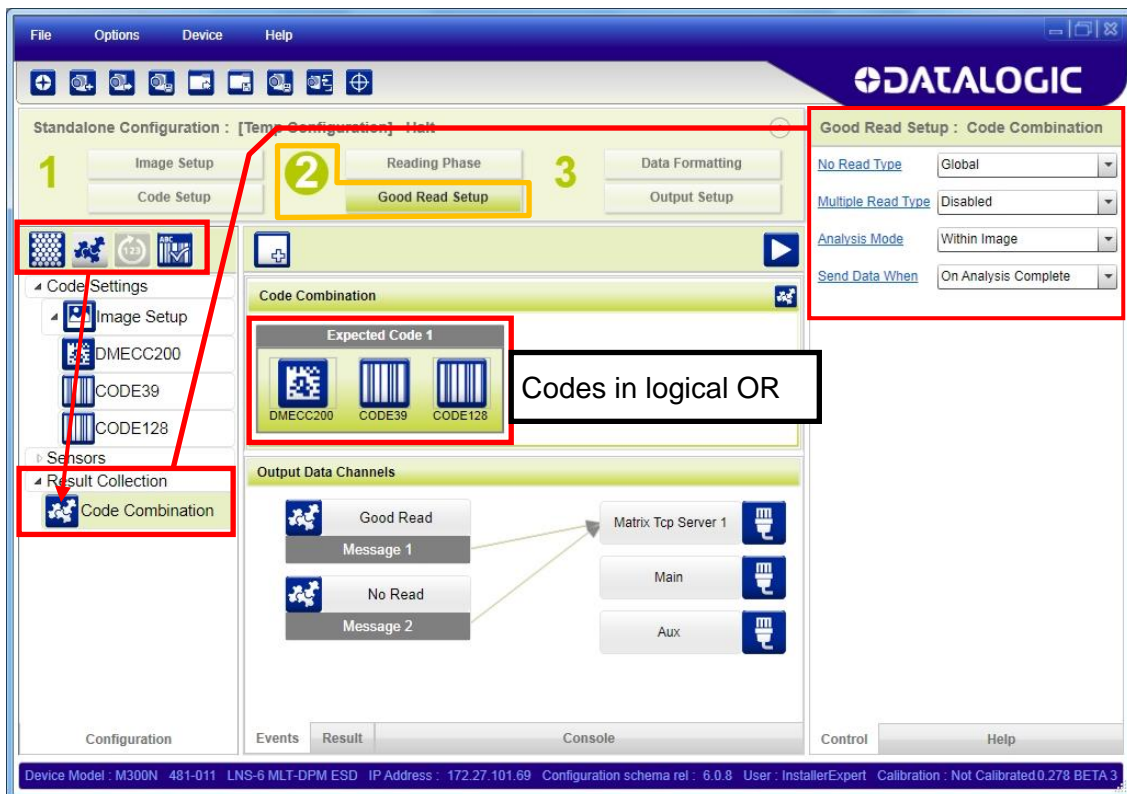 File Options Device Help
DATALOGIC
Standalone Configuration : [Temp Configuration] Halt
1 Image Setup
Code Setup
2 Reading Phase
Good Read Setup
3 Data Formatting
Output Setup
ABC
123
Code Settings
Image Setup
DMECC200
CODE39
CODE128
Sensors
Result Collection
Code Combination
Configuration
Code Combination
Expected Code 1
DMECC200 CODE39 CODE128
Codes in logical OR
Output Data Channels
Good Read
Message 1
No Read
Message 2
Matrix Tcp Server 1
Main
Aux
Events Result Console
Good Read Setup : Code Combination
No Read Type Global
Multiple Read Type Disabled
Analysis Mode Within Image
Send Data When On Analysis Complete
Control Help
Device Model : M300N 481-011 LNS-6 MLT-DPM ESD IP Address : 172.27.101.69 Configuration schema rel : 6.0.8 User : InstallerExpert Calibration : Not Calibrated 0.278 BETA 3